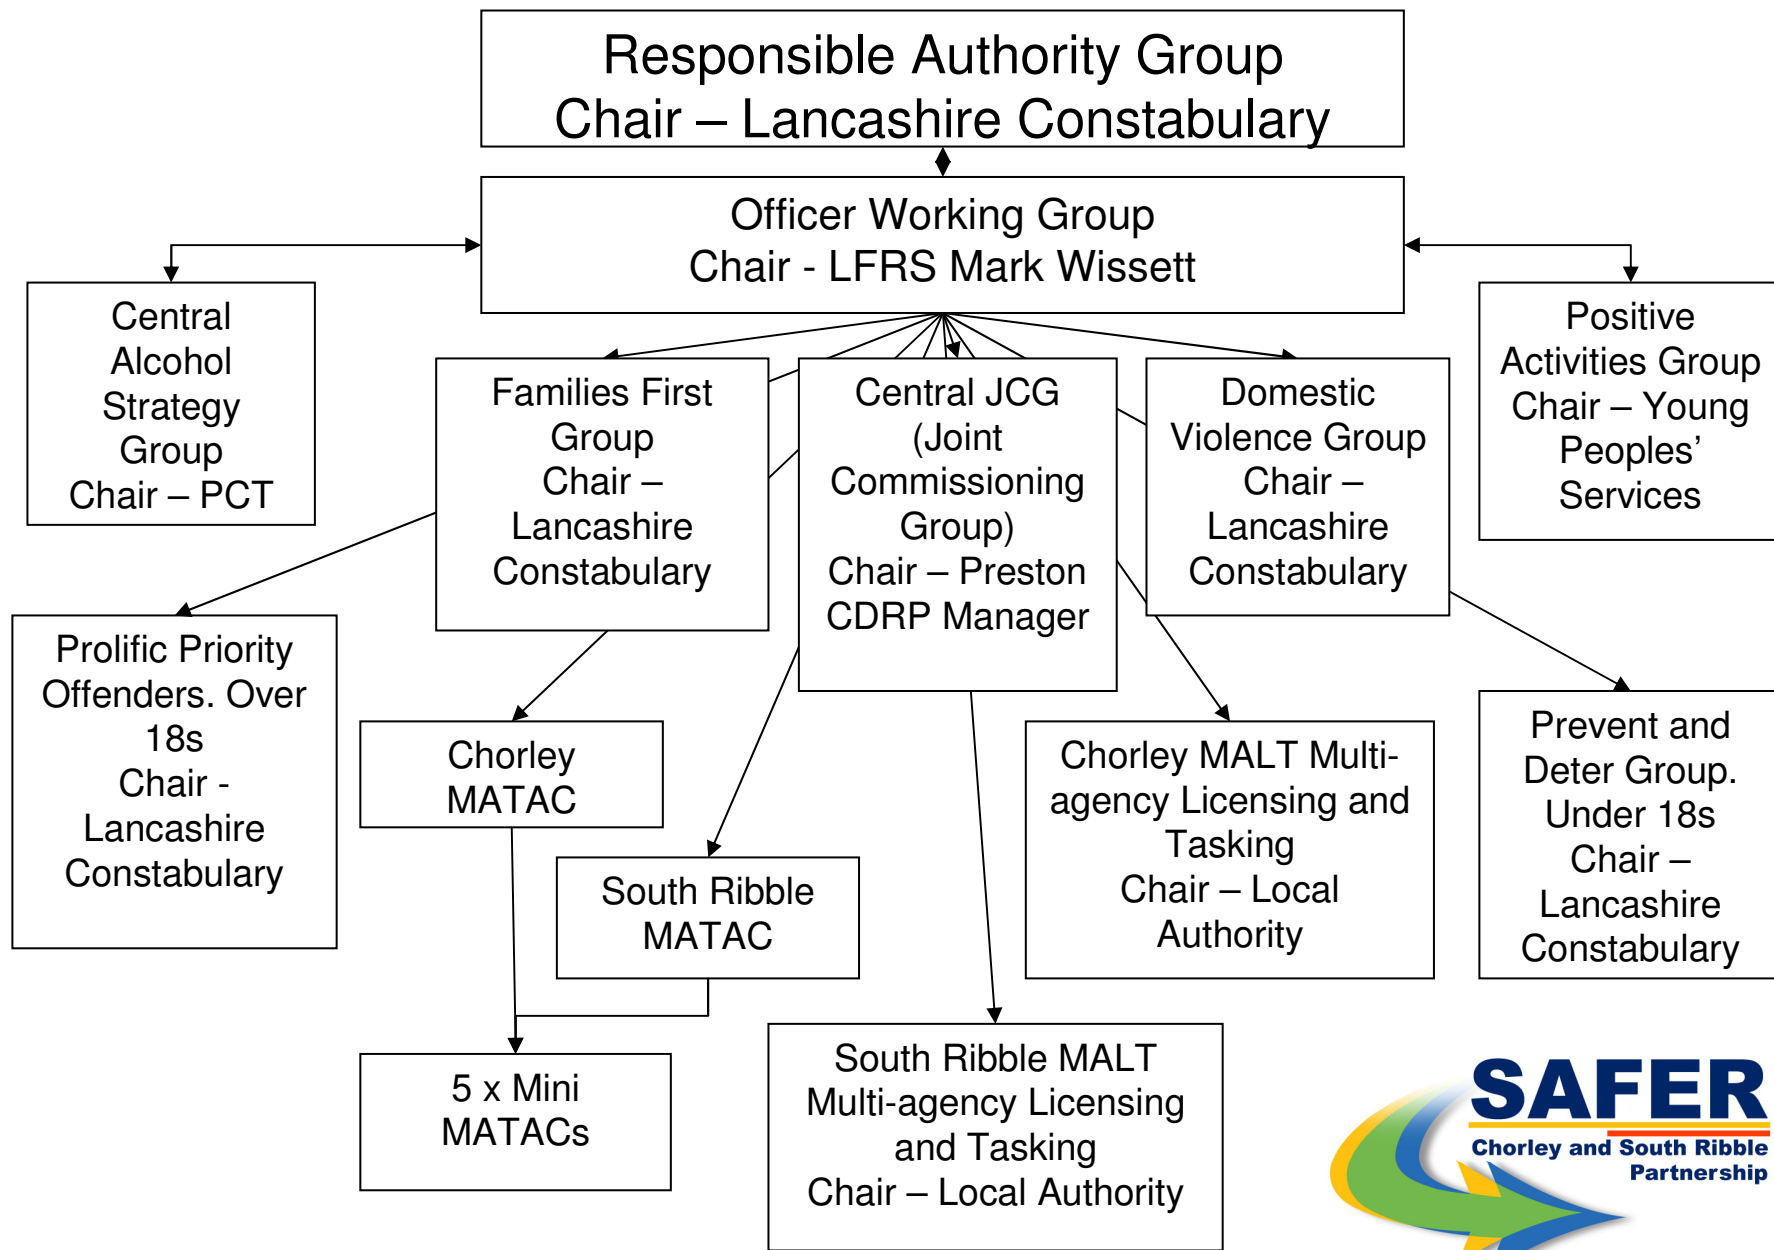 Responsible Authority Group
Chair – Lancashire Constabulary
Officer Working Group
Chair - LFRS Mark Wissett
Central
Alcohol
Strategy
Group
Chair – PCT
Families First
Group
Chair –
Lancashire
Constabulary
Central JCG
(Joint
Commissioning
Group)
Chair – Preston
CDRP Manager
Domestic
Violence Group
Chair –
Lancashire
Constabulary
Positive
Activities Group
Chair – Young
Peoples’
Services
Prolific Priority
Offenders. Over
18s
Chair -
Lancashire
Constabulary
Chorley
MATAC
South Ribble
MATAC
Chorley MALT Multi-
agency Licensing and
Tasking
Chair – Local
Authority
Prevent and
Deter Group.
Under 18s
Chair –
Lancashire
Constabulary
5 x Mini
MATACs
South Ribble MALT
Multi-agency Licensing
and Tasking
Chair – Local Authority
SAFER
Chorley and South Ribble
Partnership